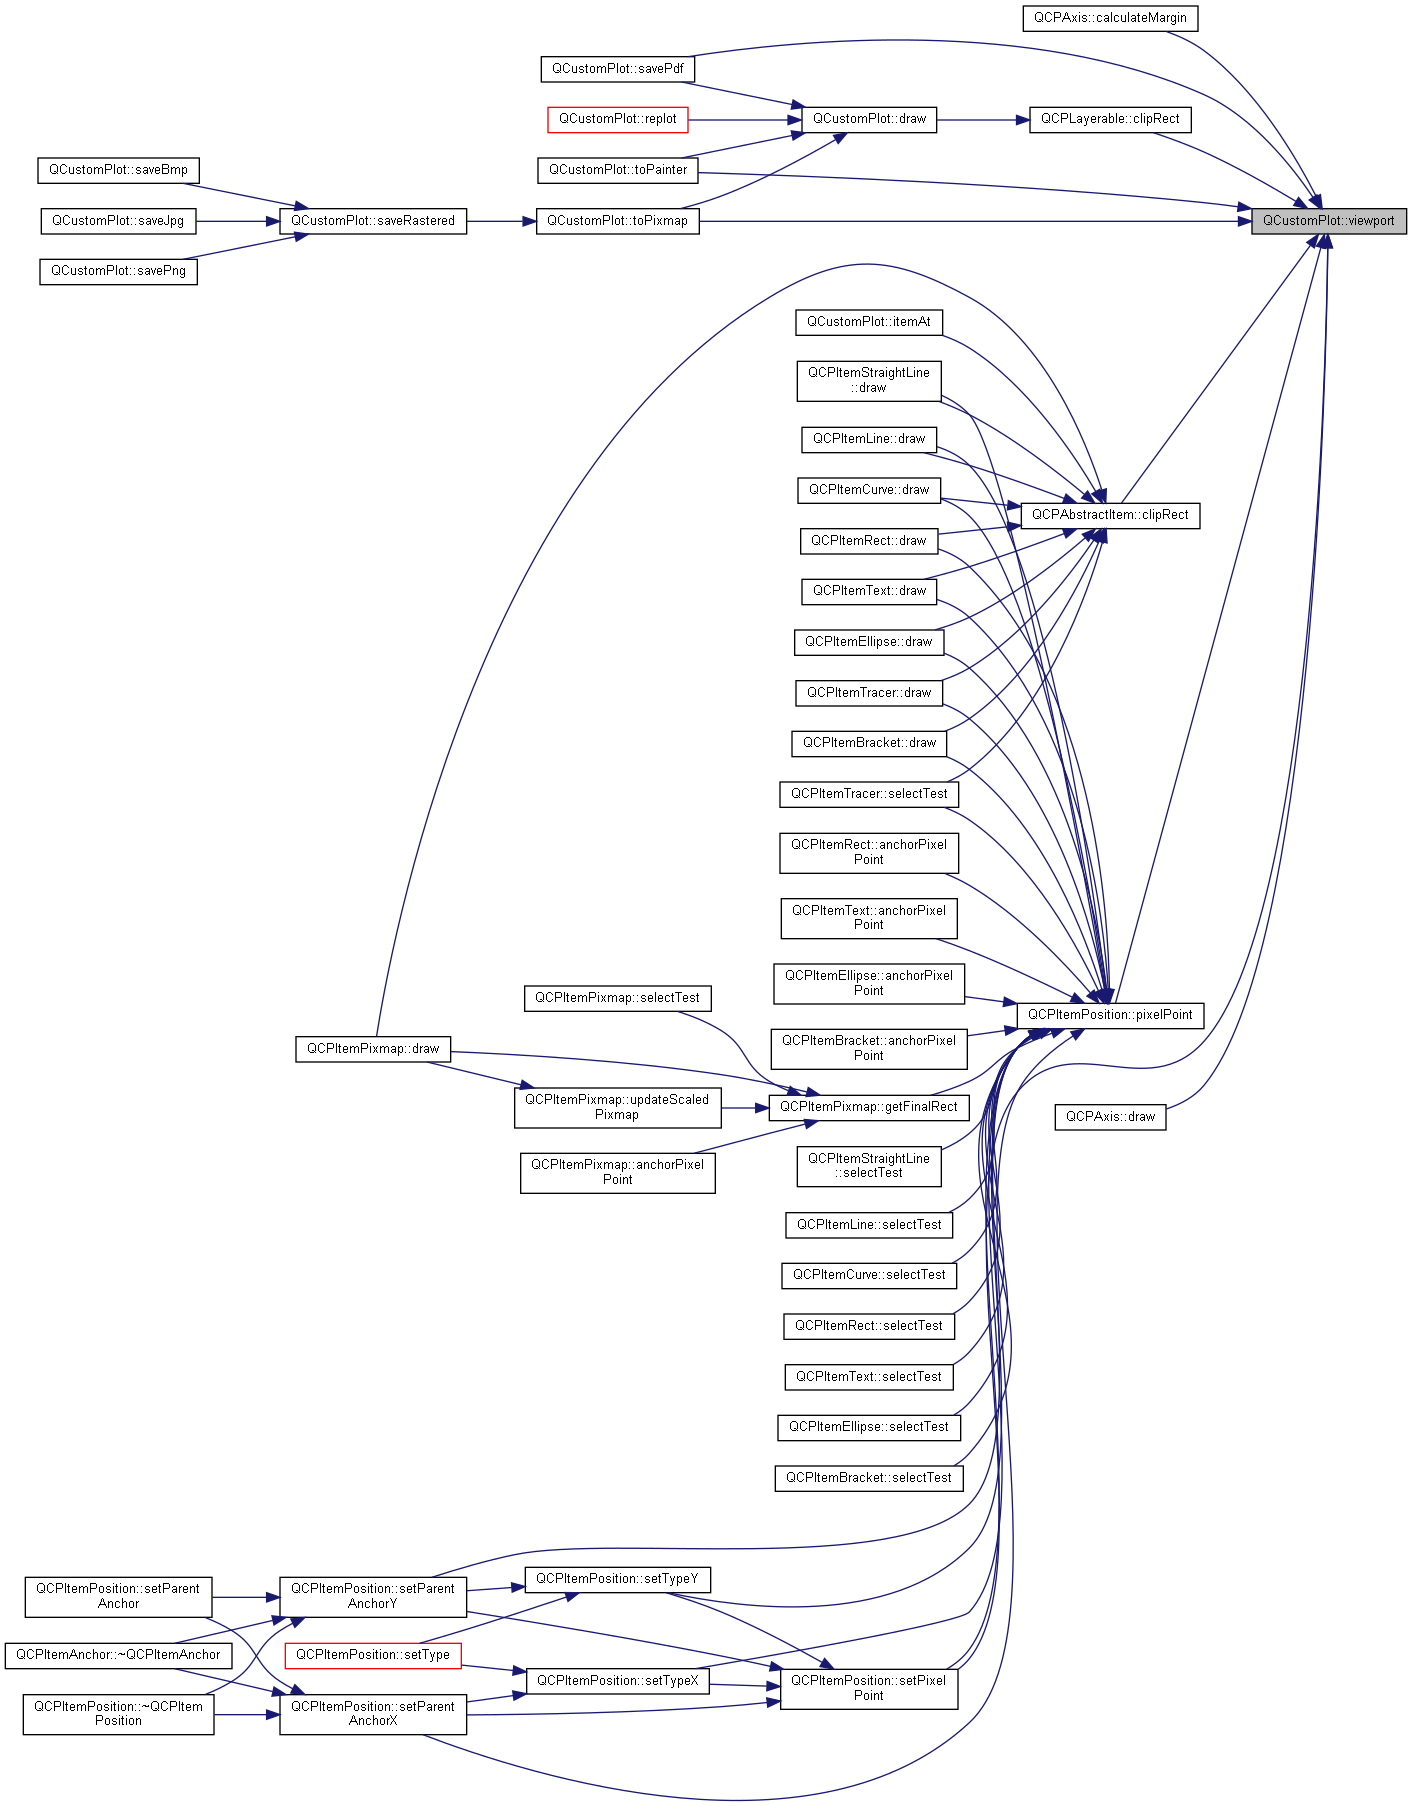 QCPAxis::calculateMargin
QCustomPlot::savePdf
QCustomPlot::replot
QCustomPlot::draw
QCPLayerable::clipRect
QCustomPlot::saveBmp
QCustomPlot::toPainter
QCustomPlot::saveJpg
QCustomPlot::saveRastered
QCustomPlot::toPixmap
QCustomPlot::viewport
QCustomPlot::savePng
QCustomPlot::itemAt
QCPItemStraightLine
::draw
QCPItemLine::draw
QCPItemCurve::draw
QCPAbstractItem::clipRect
QCPItemRect::draw
QCPItemText::draw
QCPItemEllipse::draw
QCPItemTracer::draw
QCPItemBracket::draw
QCPItemTracer::selectTest
QCPItemRect::anchorPixel
Point
QCPItemText::anchorPixel
Point
QCPItemEllipse::anchorPixel
Point
QCPItemPixmap::selectTest
QCPItemPosition::pixelPoint
QCPItemPixmap::draw
QCPItemBracket::anchorPixel
Point
QCPItemPixmap::updateScaled
Pixmap
QCPItemPixmap::getFinalRect
QCPAxis::draw
QCPItemPixmap::anchorPixel
Point
QCPItemStraightLine
::selectTest
QCPItemLine::selectTest
QCPItemCurve::selectTest
QCPItemRect::selectTest
QCPItemText::selectTest
QCPItemEllipse::selectTest
QCPItemBracket::selectTest
QCPItemPosition::setParent
Anchor
QCPItemPosition::setParent
AnchorY
QCPItemPosition::setTypeY
QCPItemAnchor::~QCPItemAnchor
QCPItemPosition::setType
QCPItemPosition::setTypeX
QCPItemPosition::setPixel
Point
QCPItemPosition::~QCPItem
Position
QCPItemPosition::setParent
AnchorX